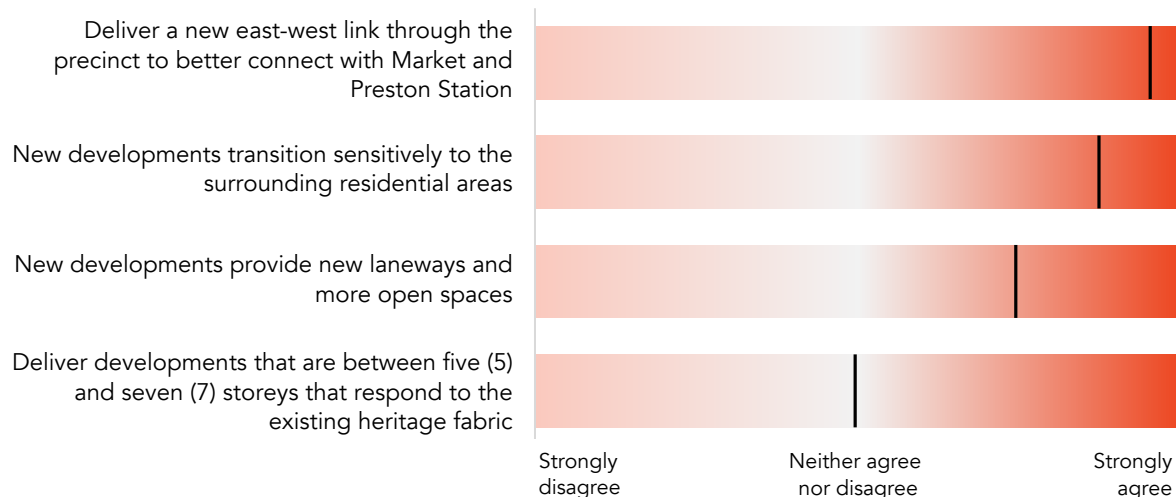 Deliver a new east-west link through the
precinct to better connect with Market and
Preston Station
New developments transition sensitively to the
surrounding residential areas
New developments provide new laneways and
more open spaces
Deliver developments that are between five (5)
and seven (7) storeys that respond to the
existing heritage fabric
Strongly
disagree
Neither agree
nor disagree
Strongly
agree